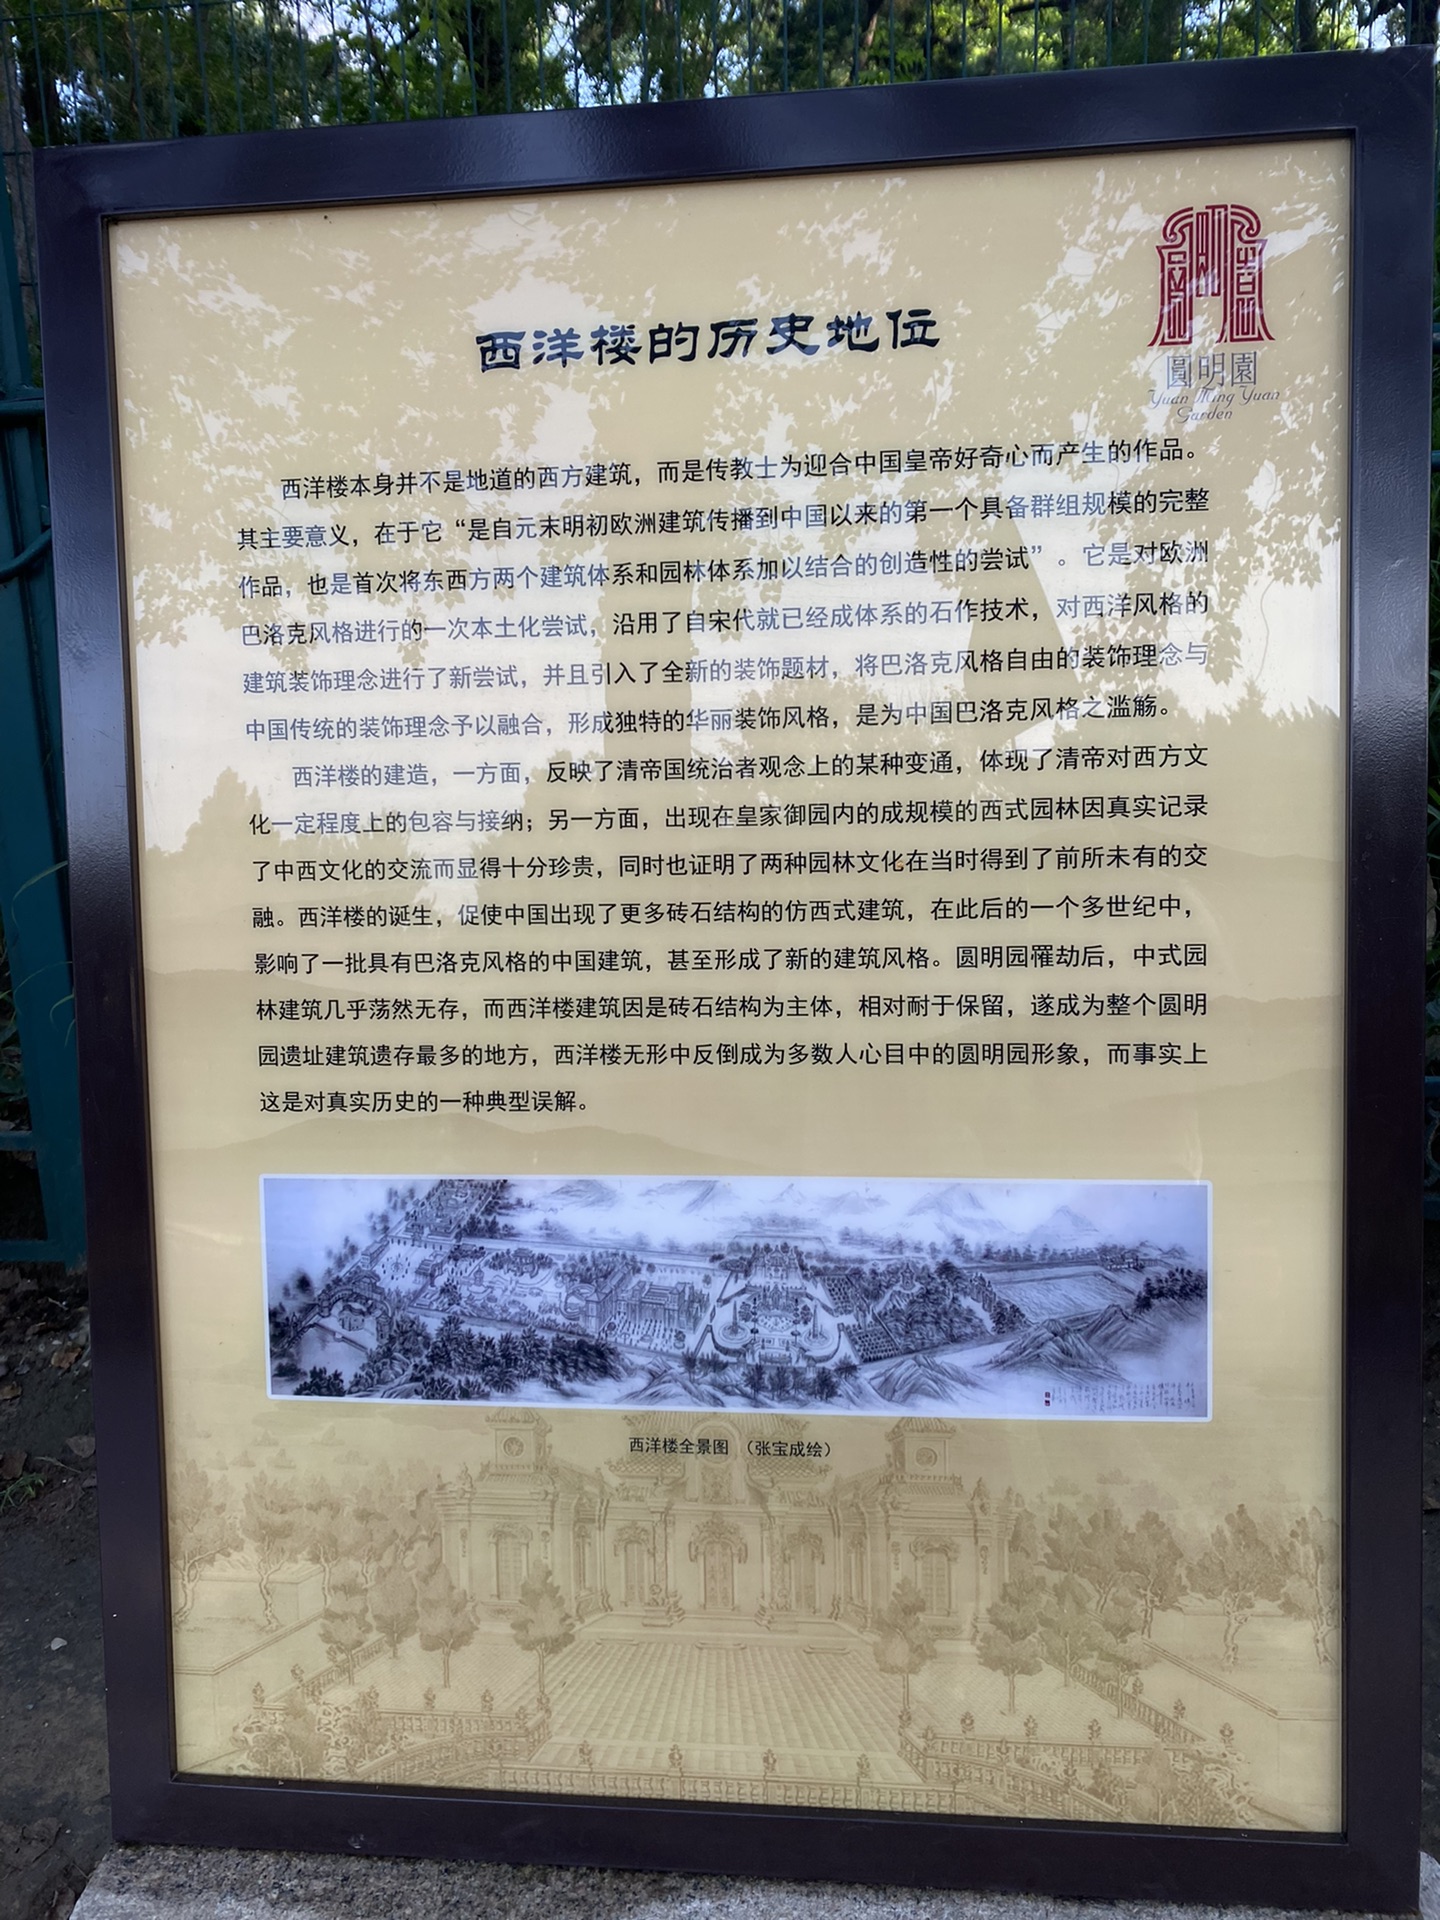 西洋楼的历史地位
圓明園
Yuan Ming Yuan
Garden
西洋楼本身并不是地道的西方建筑，而是传教士为迎合中国皇帝好奇心而产生的作品。
其主要意义，在于它“是自元末明初欧洲建筑传播到中国以来的第一个具备群组规模的完整
作品，也是首次将东西方两个建筑体系和园林体系加以结合的创造性的尝试”。它是对欧洲
巴洛克风格进行的一次本土化尝试，沿用了自宋代就已经成体系的石作技术，对西洋风格的
建筑装饰理念进行了新尝试，并且引入了全新的装饰题材，将巴洛克风格自由的装饰理念与
中国传统的装饰理念予以融合，形成独特的华丽装饰风格，是为中国巴洛克风格之滥觞。
西洋楼的建造，一方面，反映了清帝国统治者观念上的某种变通，体现了清帝对西方文
化一定程度上的包容与接纳；另一方面，出现在皇家御园内的成规模的西式园林因真实记录
了中西文化的交流而显得十分珍贵，同时也证明了两种园林文化在当时得到了前所未有的交
融。西洋楼的诞生，促使中国出现了更多砖石结构的仿西式建筑，在此后的一个多世纪中，
影响了一批具有巴洛克风格的中国建筑，甚至形成了新的建筑风格。圆明园罹劫后，中式园
林建筑几乎荡然无存，而西洋楼建筑因是砖石结构为主体，相对耐于保留，遂成为整个圆明
园遗址建筑遗存最多的地方，西洋楼无形中反倒成为多数人心目中的圆明园形象，而事实上
这是对真实历史的一种典型误解。
西洋楼全景图 （张宝成绘）